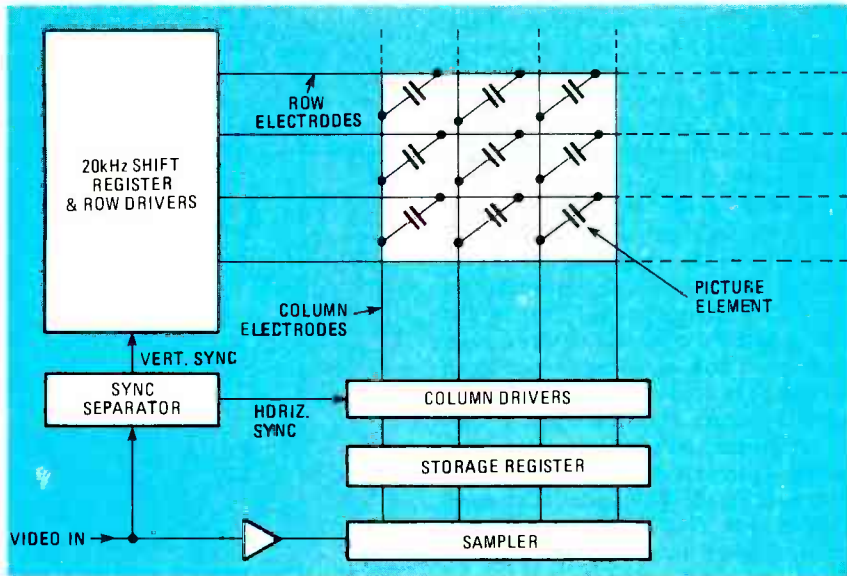 20kHz SHIFT
REGISTER
& ROW DRIVERS
ROW
ELECTRODES
COLUMN
ELECTRODES
PICTURE
ELEMENT
VERT. SYNC
SYNC
SEPARATOR
HORIZ.
SYNC
COLUMN DRIVERS
STORAGE REGISTER
VIDEO IN
SAMPLER